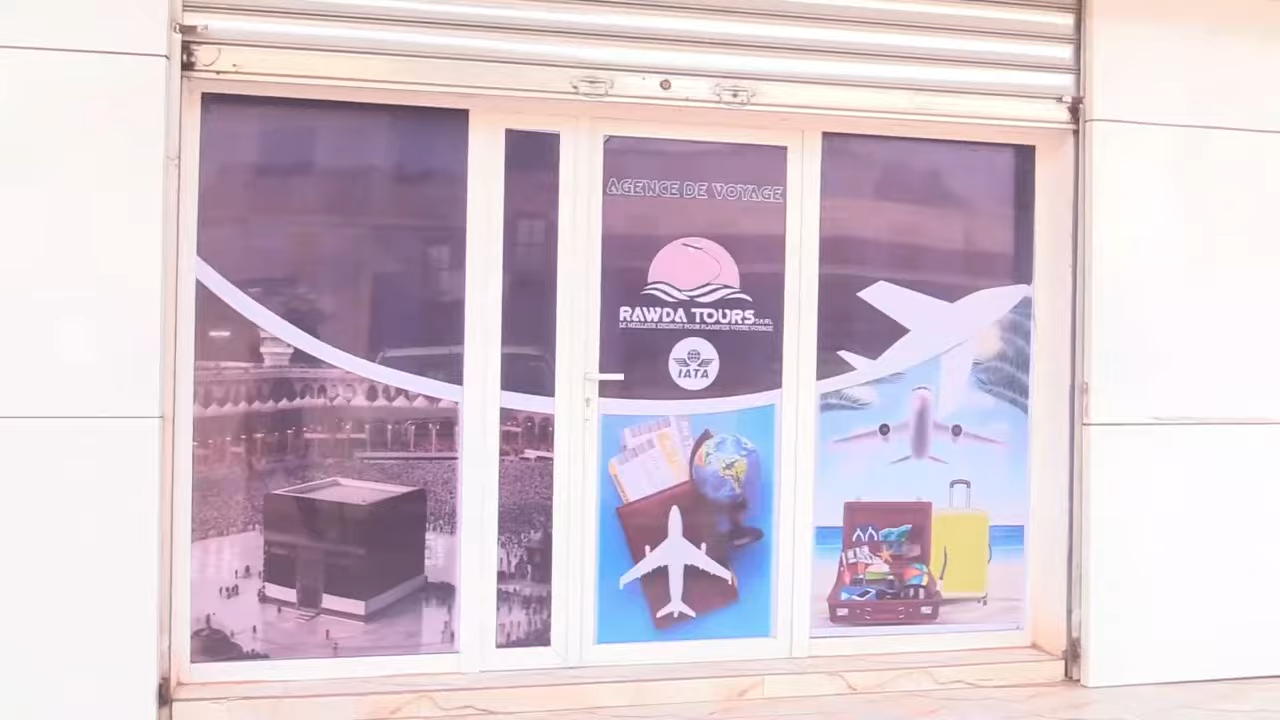 AGENCE DE VOYAGE
RAWDA TOURS SARL
LE MEILLEUR ENDROIT POUR PLANIFIER VOTRE VOYAGE
IATA